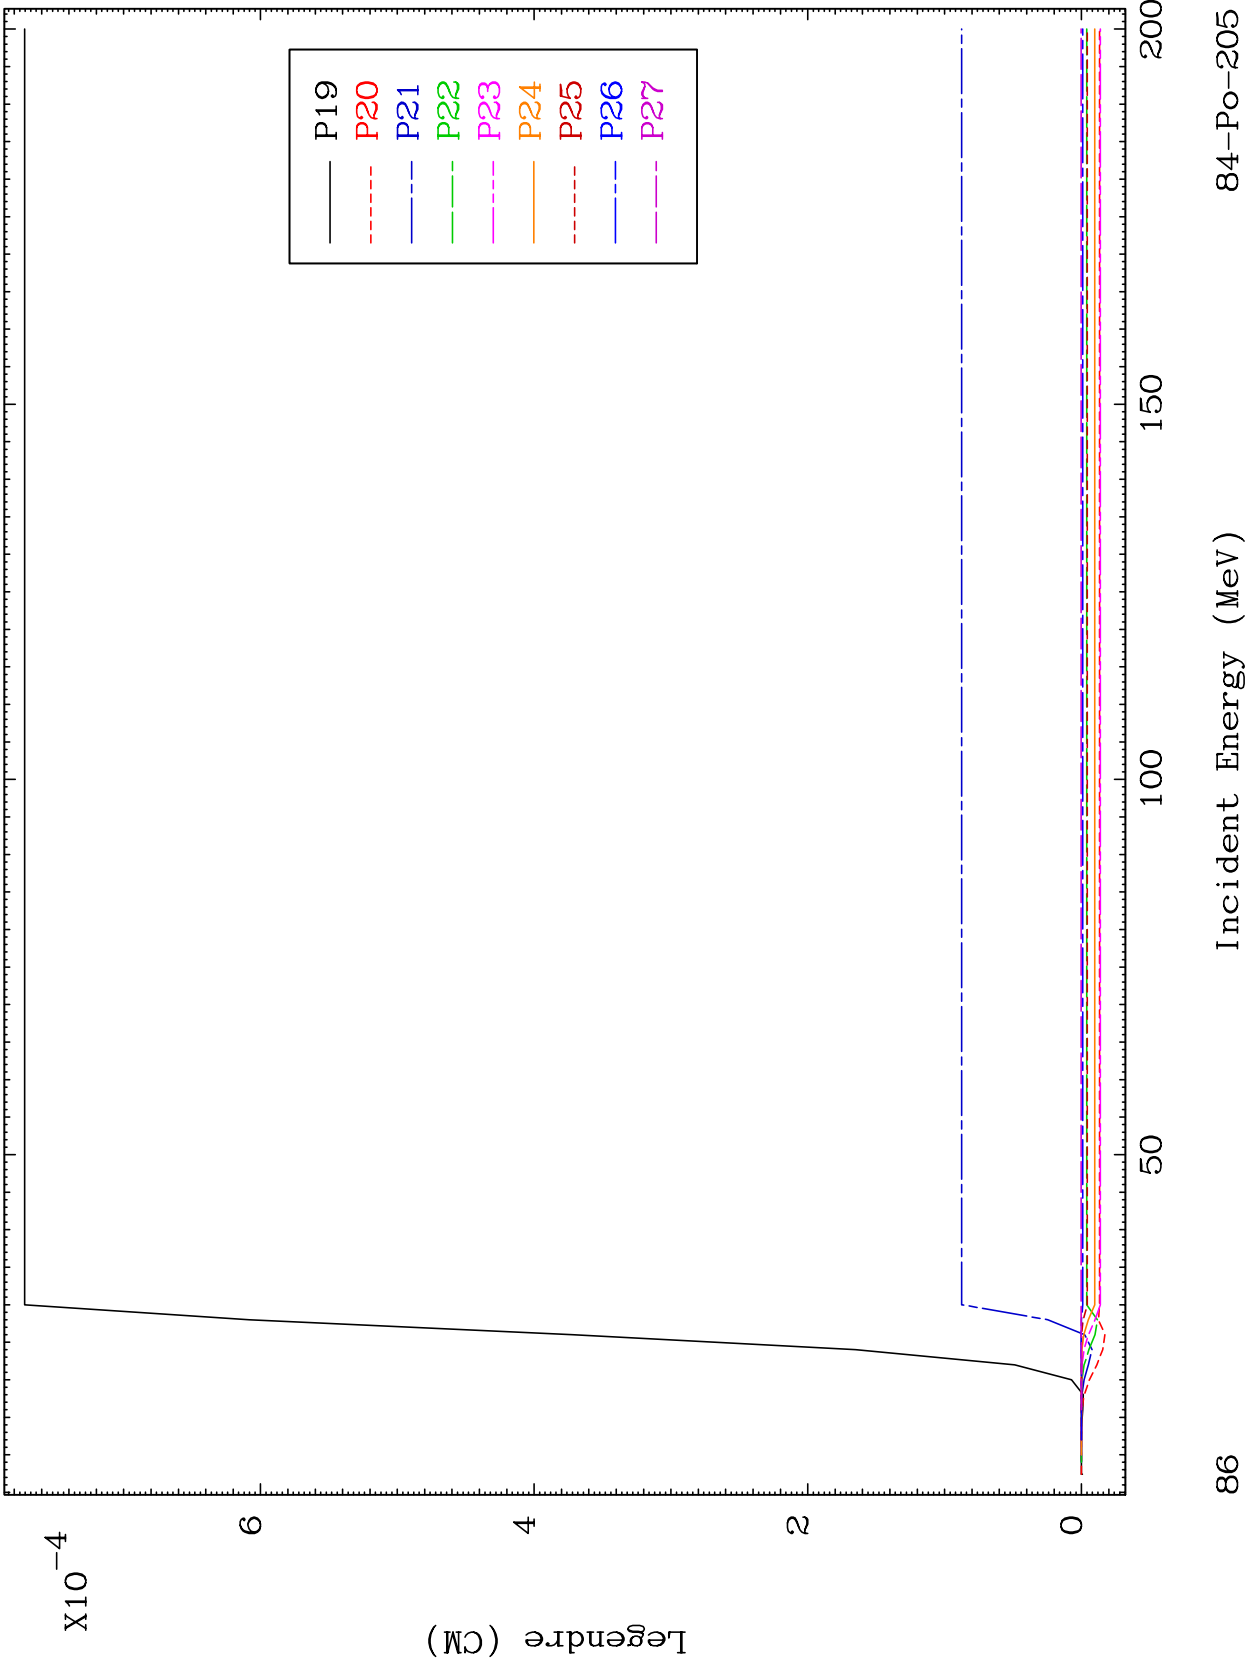 X10-4
6
4
2
0
Legendre (CM)
P19
P20
P21
P22
P23
P24
P25
P26
P27
50
100
150
200
Incident Energy (MeV)
86
84-Po-205